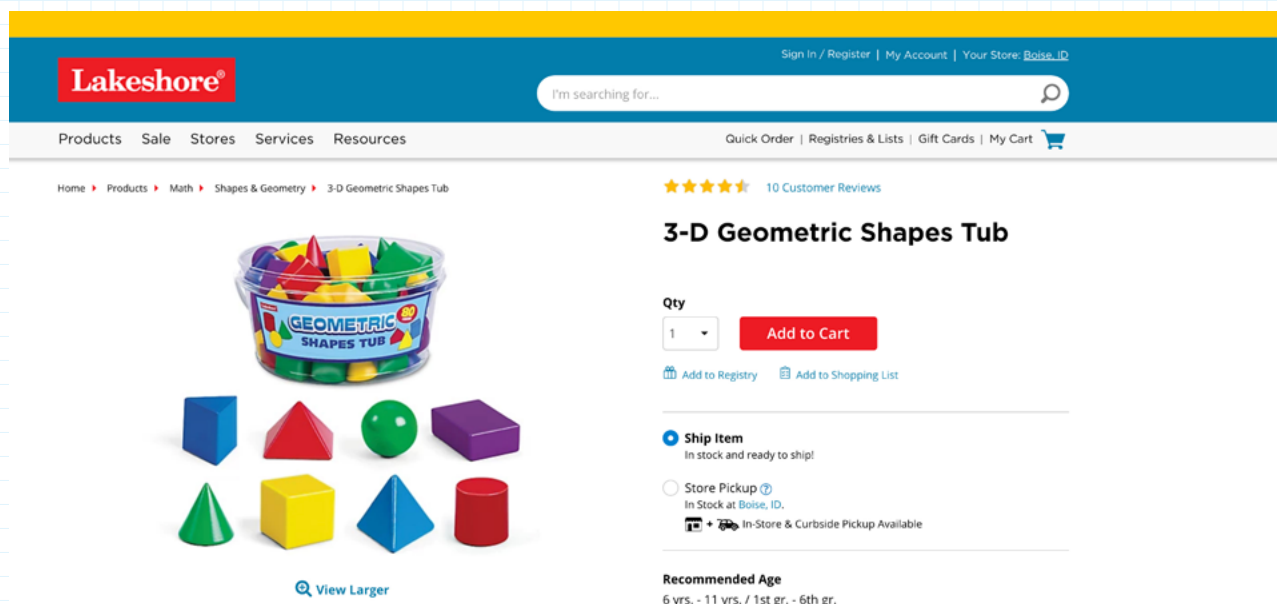 Sign In / Register | My Account | Your Store: Boise, ID
Lakeshore®
I'm searching for...
Products Sale Stores Services Resources
Quick Order | Registries & Lists | Gift Cards | My Cart
Home Products Math Shapes & Geometry 3-D Geometric Shapes Tub
10 Customer Reviews
3-D Geometric Shapes Tub
GEOMETRIC 80
SHAPES TUB
View Larger
Qty
1
Add to Cart
Add to Registry Add to Shopping List
Ship Item
In stock and ready to ship!
Store Pickup ?
In Stock at Boise, ID.
+ In-Store & Curbside Pickup Available
Recommended Age
6 yrs. - 11 yrs. / 1st gr. - 6th gr.